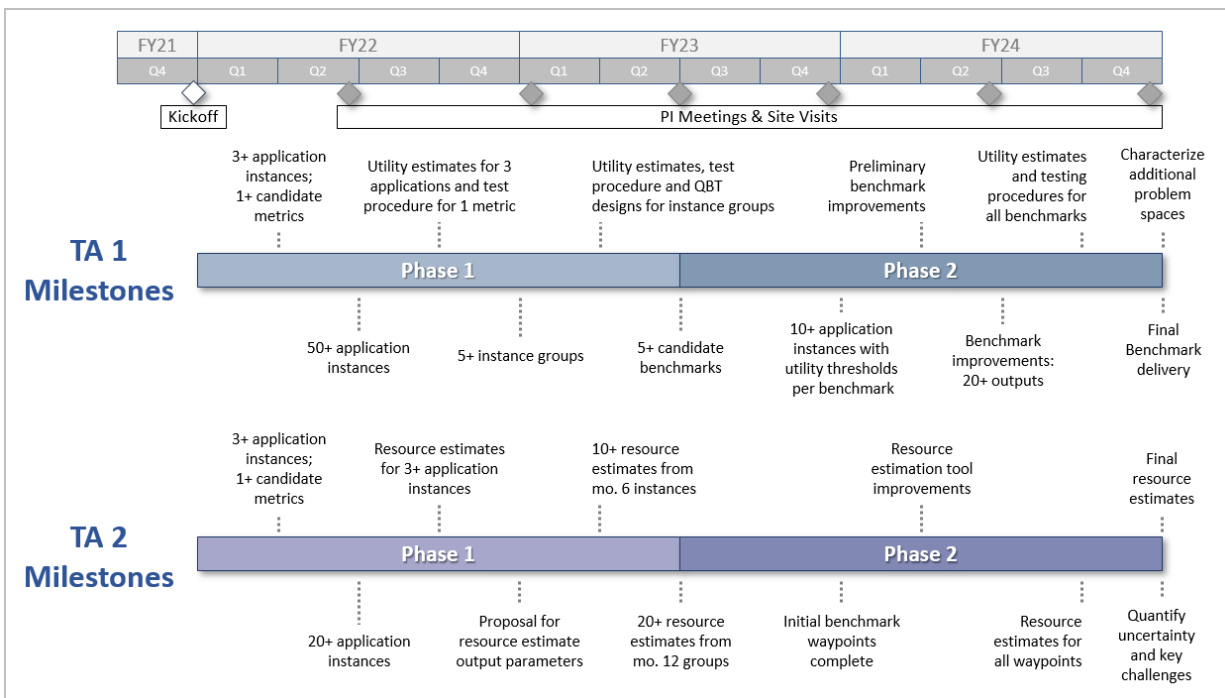 FY21 FY22 FY23 FY24
Q4 Q1 Q2 Q3 Q4 Q1 Q2 Q3 Q4 Q1 Q2 Q3 Q4
Kickoff
PI Meetings & Site Visits
3+ application
instances;
1+ candidate
metrics
Utility estimates for 3
applications and test
procedure for 1 metric
Utility estimates, test
procedure and QBT
designs for instance groups
Preliminary
benchmark
improvements
Utility estimates
and testing
procedures for
all benchmarks
Characterize
additional
problem
spaces
TA 1
Milestones
Phase 1
Phase 2
50+ application
instances
5+ instance groups
5+ candidate
benchmarks
10+ application
instances with
utility thresholds
per benchmark
Benchmark
improvements:
20+ outputs
Final
Benchmark
delivery
3+ application
instances;
1+ candidate
metrics
Resource estimates
for 3+ application
instances
10+ resource
estimates from
mo. 6 instances
Resource
estimation tool
improvements
Final
resource
estimates
TA 2
Milestones
Phase 1
Phase 2
20+ application
instances
Proposal for
resource estimate
output parameters
20+ resource
estimates from
mo. 12 groups
Initial benchmark
waypoints
complete
Resource
estimates for
all waypoints
Quantify
uncertainty
and key
challenges